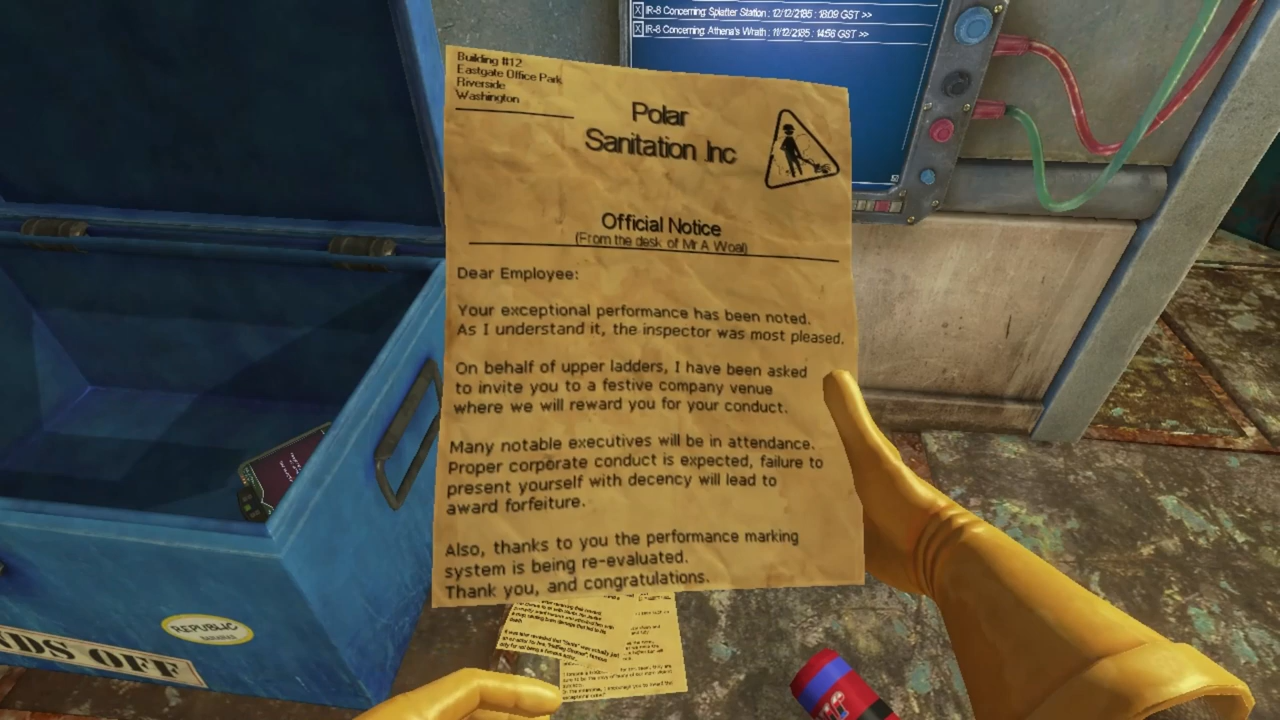 IR-8 Concerning: Splatter Station : 12/12/2185 : 18:09 GST >>
IR-8 Concerning: Athena's Wrath : 11/12/2185 : 14:56 GST >>
Building #12
Eastgate Office Park
Riverside
Washington
Polar
Sanitation Inc
Official Notice
(From the desk of Mr A Woal)
Dear Employee:
Your exceptional performance has been noted.
As I understand it, the inspector was most pleased.
On behalf of upper ladders, I have been asked
to invite you to a festive company venue
where we will reward you for your conduct.
Many notable executives will be in attendance.
Proper corporate conduct is expected, failure to
present yourself with decency will lead to
award forfeiture.
Also, thanks to you the performance marking
system is being re-evaluated.
Thank you, and congratulations.
REPUBLIC
NDS OFF